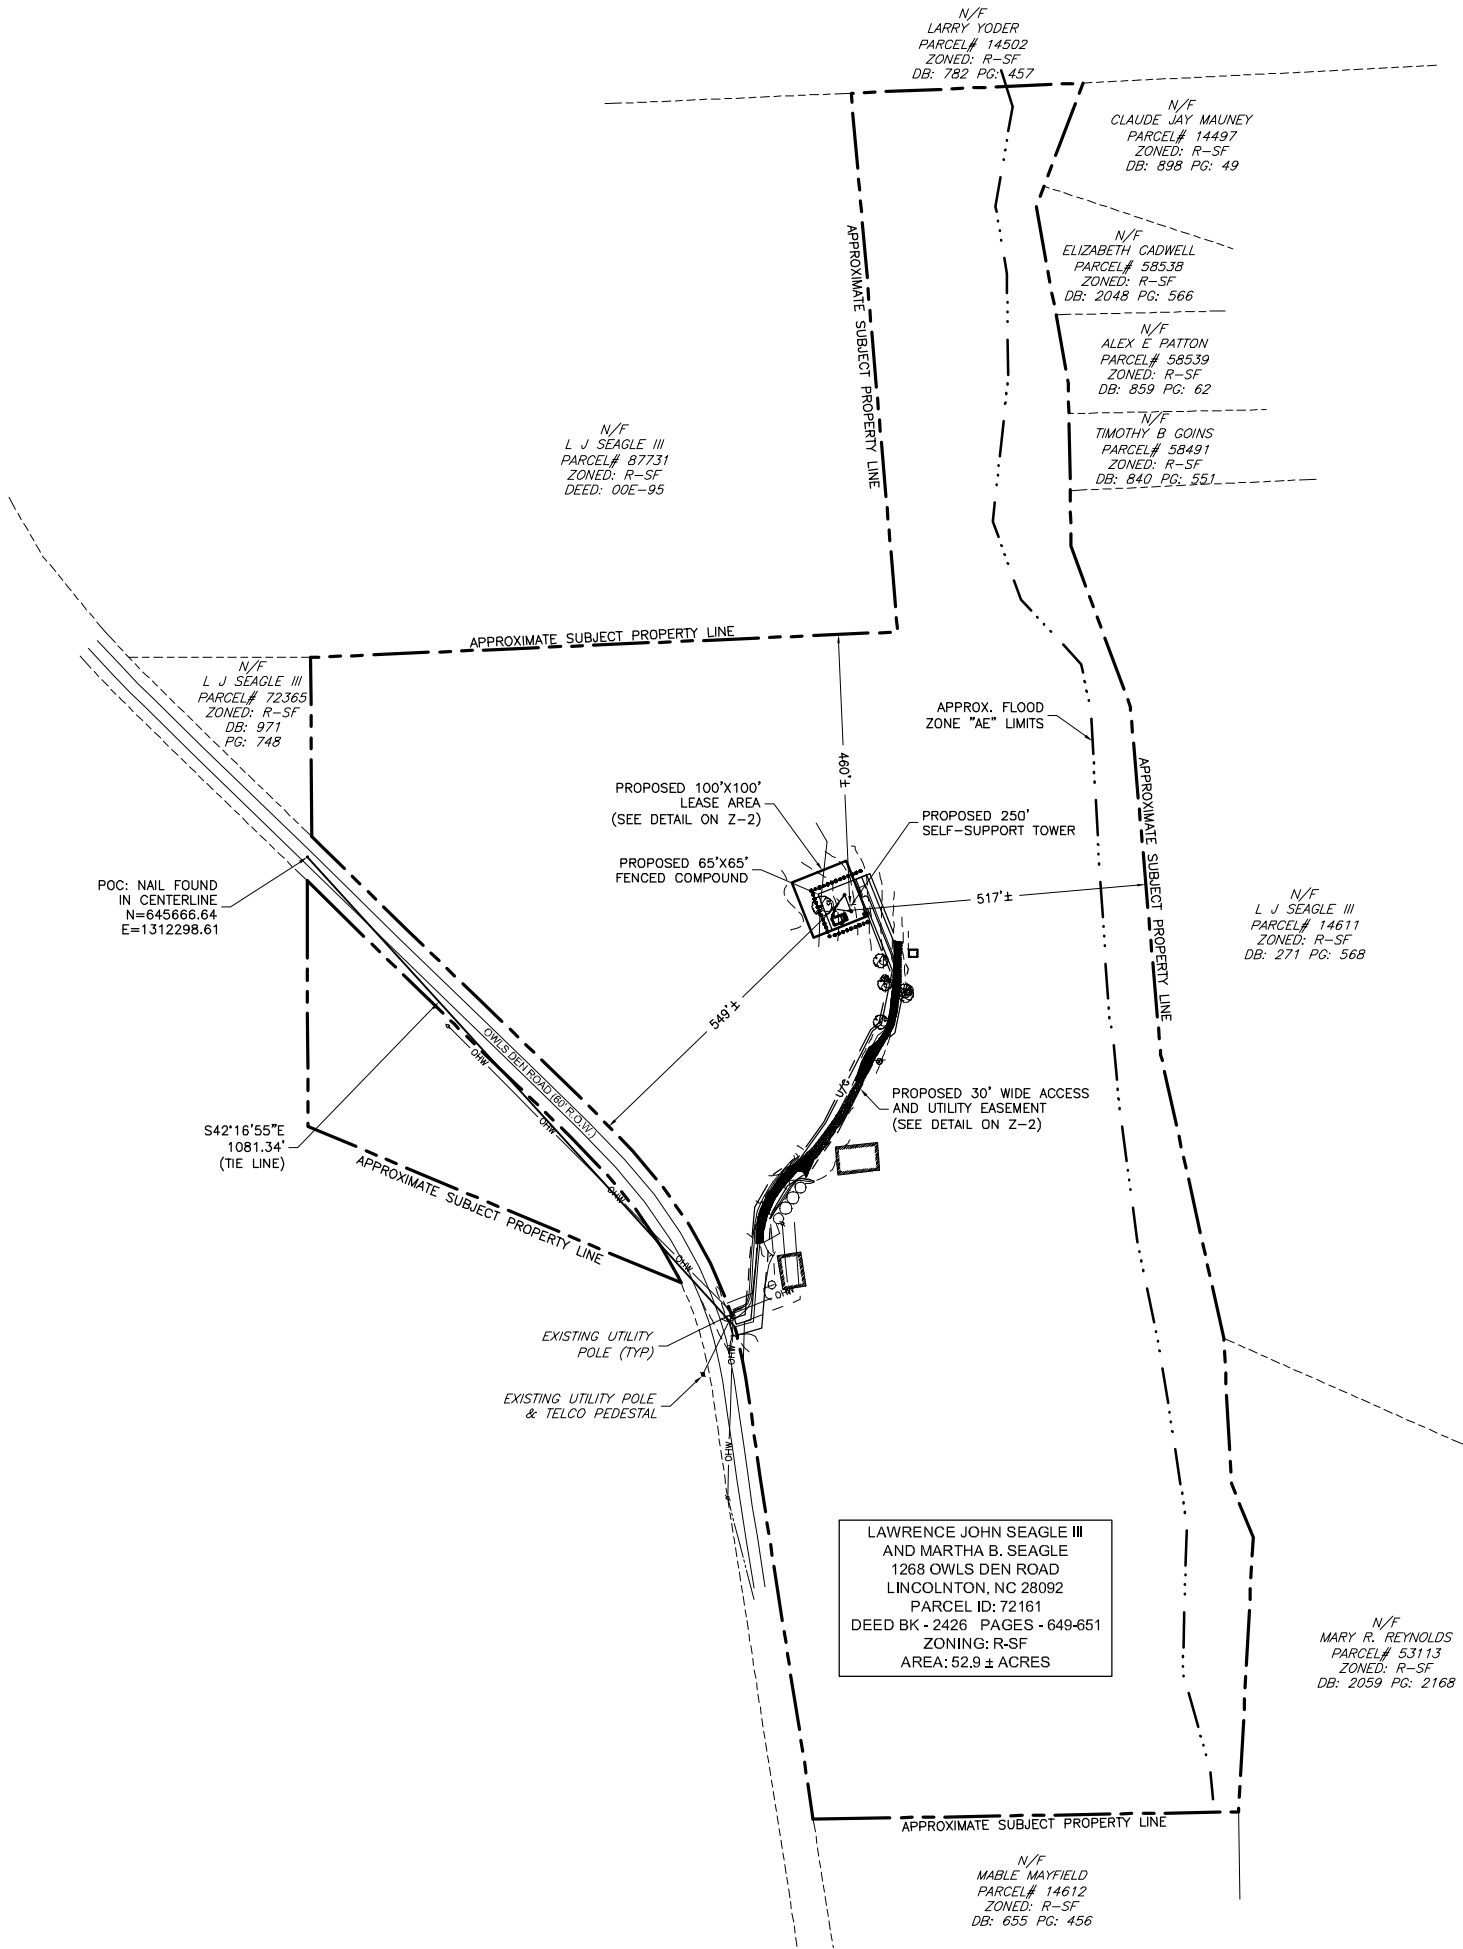 N/F
LARRY YODER
PARCEL# 14502
ZONED: R-SF
DB: 782 PG: 457
N/F
CLAUDE JAY MAUNEY
PARCEL# 14497
ZONED: R-SF
DB: 898 PG: 49
N/F
ELIZABETH CADWELL
PARCEL# 58538
ZONED: R-SF
DB: 2048 PG: 566
N/F
ALEX E PATTON
PARCEL# 58539
ZONED: R-SF
DB: 859 PG: 62
N/F
TIMOTHY B GOINS
PARCEL# 58491
ZONED: R-SF
DB: 840 PG: 551
APPROXIMATE SUBJECT PROPERTY LINE
N/F
L J SEAGLE III
PARCEL# 87731
ZONED: R-SF
DEED: 00E-95
APPROXIMATE SUBJECT PROPERTY LINE
N/F
L J SEAGLE III
PARCEL# 72365
ZONED: R-SF
DB: 971
PG: 748
APPROX. FLOOD
ZONE "AE" LIMITS
460'±
PROPOSED 100'X100'
LEASE AREA
(SEE DETAIL ON Z-2)
PROPOSED 250'
SELF-SUPPORT TOWER
PROPOSED 65'X65'
FENCED COMPOUND
APPROXIMATE SUBJECT PROPERTY LINE
POC: NAIL FOUND
IN CENTERLINE
N=645666.64
E=1312298.61
517'±
N/F
L J SEAGLE III
PARCEL# 14611
ZONED: R-SF
DB: 271 PG: 568
549'±
OHW
OWLS DEN ROAD (60' R.O.W.)
OHW
U/G
PROPOSED 30' WIDE ACCESS
AND UTILITY EASEMENT
(SEE DETAIL ON Z-2)
S42°16'55"E
1081.34'
(TIE LINE)
APPROXIMATE SUBJECT PROPERTY LINE
OHW
OHW
OHW
EXISTING UTILITY
POLE (TYP)
OHW
EXISTING UTILITY POLE
& TELCO PEDESTAL
OHW
LAWRENCE JOHN SEAGLE III
AND MARTHA B. SEAGLE
1268 OWLS DEN ROAD
LINCOLNTON, NC 28092
PARCEL ID: 72161
DEED BK - 2426 PAGES - 649-651
ZONING: R-SF
AREA: 52.9 ± ACRES
N/F
MARY R. REYNOLDS
PARCEL# 53113
ZONED: R-SF
DB: 2059 PG: 2168
APPROXIMATE SUBJECT PROPERTY LINE
N/F
MABLE MAYFIELD
PARCEL# 14612
ZONED: R-SF
DB: 655 PG: 456